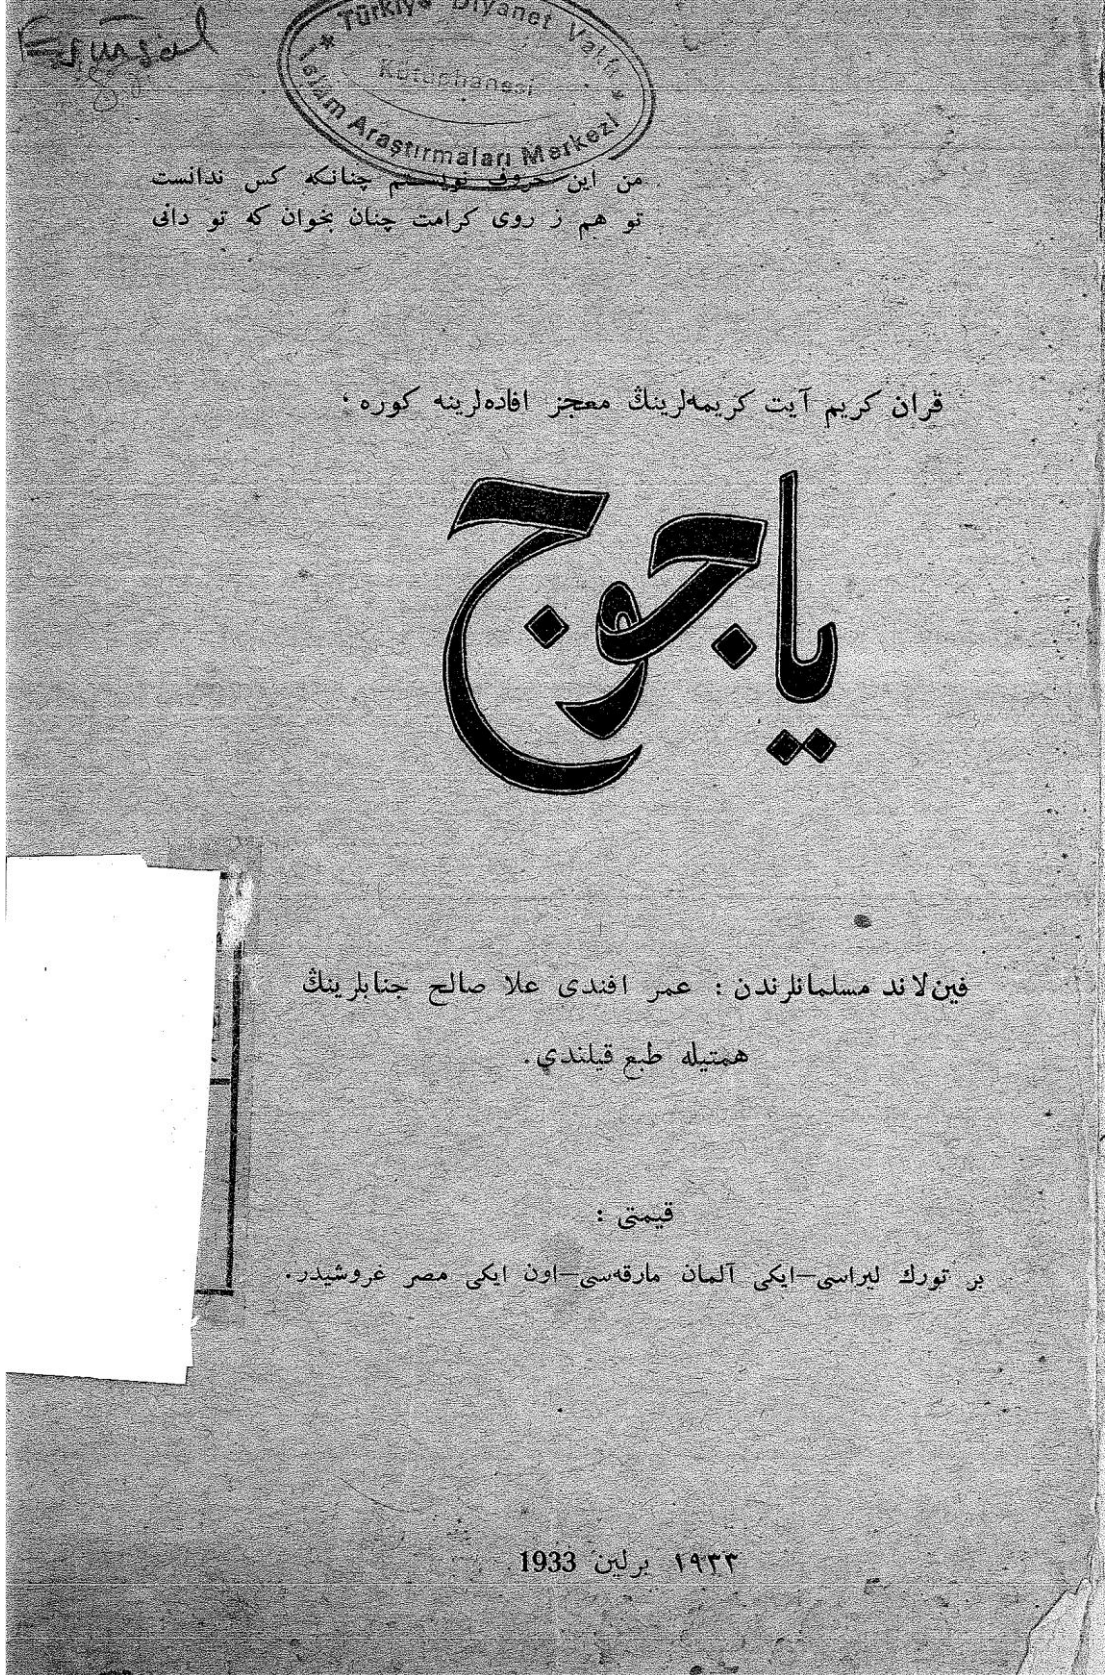 Türkiye Diyanet Vakfı
İslam Araştırmaları Merkezi
Kütüphanesi
من این حروف نویشتم چنانکه کس ندانست
تو هم ز روی کرامت چنان بخوان که تو دانی
قران کریم آیت کریمه‌لرینڭ معجز افاده‌لرینه کوره ،
یاجوج
فین‌لاند مسلمانلرندن : عمر افندی علا صالح جنابلرینڭ
همتیله طبع قیلندي.
قیمتی :
بر تورك لیراسی–ایکی آلمان مارقه‌سی–اون ایکی مصر غروشیدر.
۱۹۳۳ برلین 1933